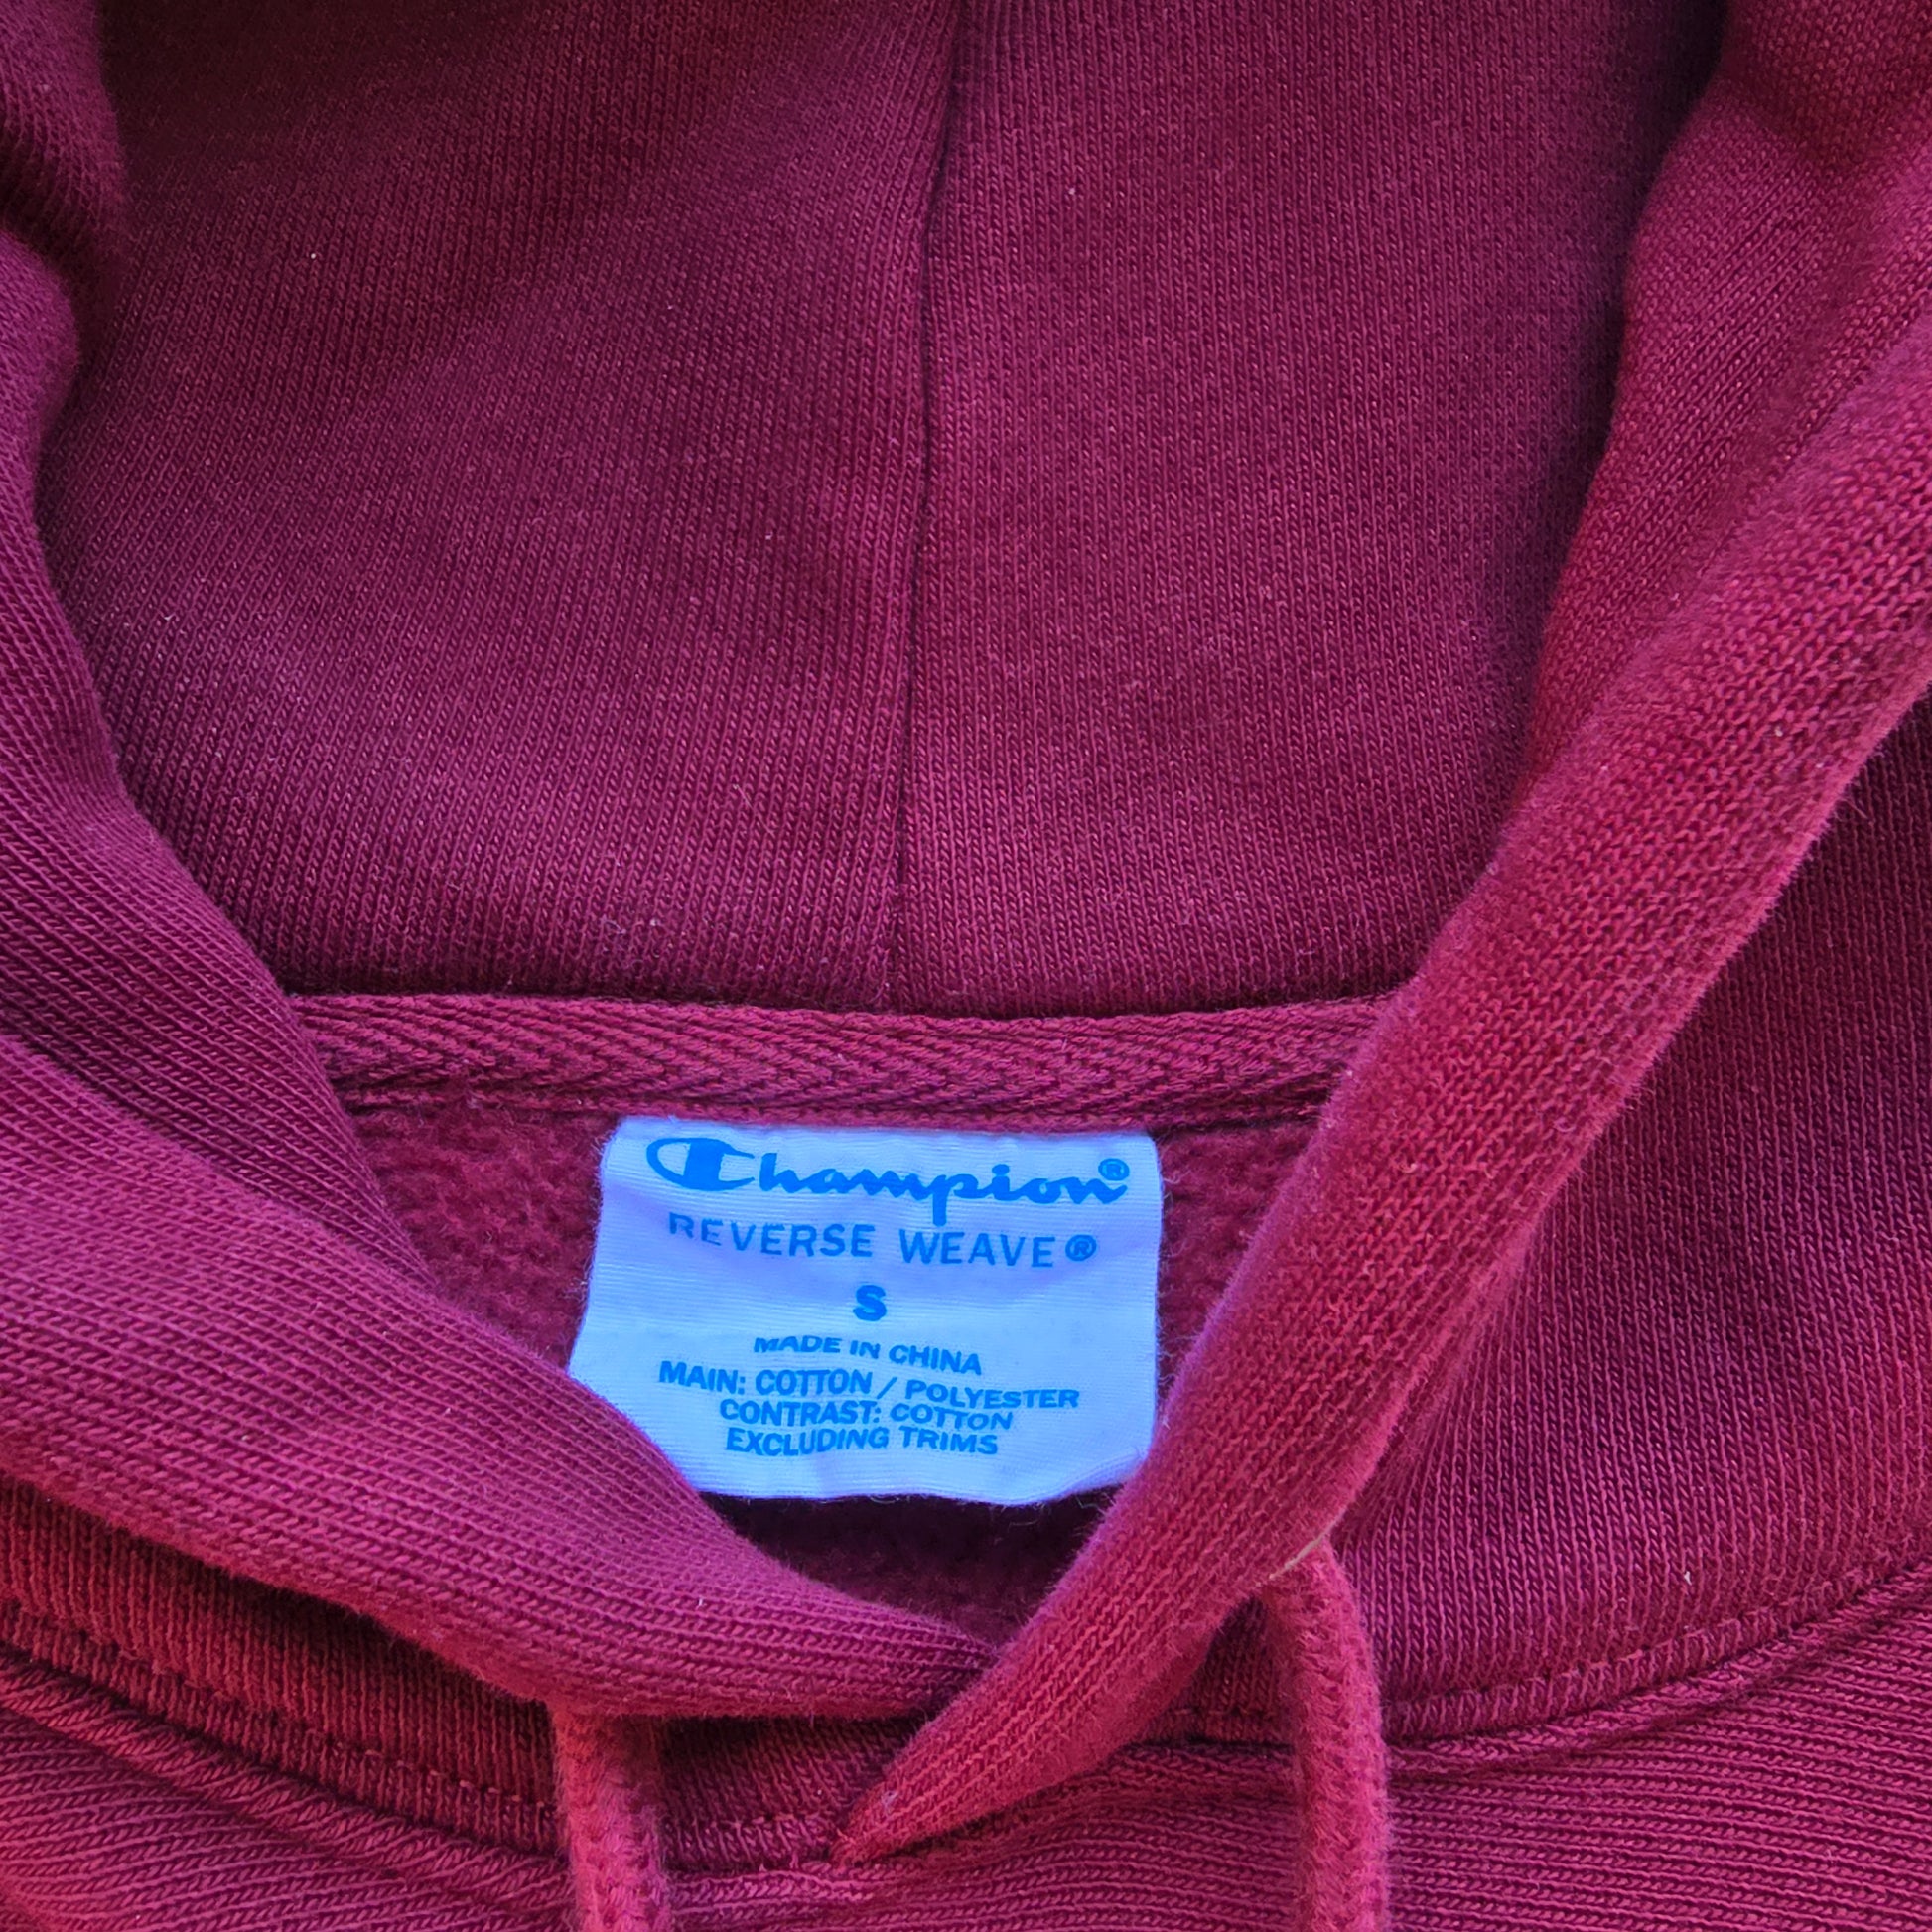 Champion®
REVERSE WEAVE®
S
MADE IN CHINA
MAIN: COTTON / POLYESTER
CONTRAST: COTTON
EXCLUDING TRIMS